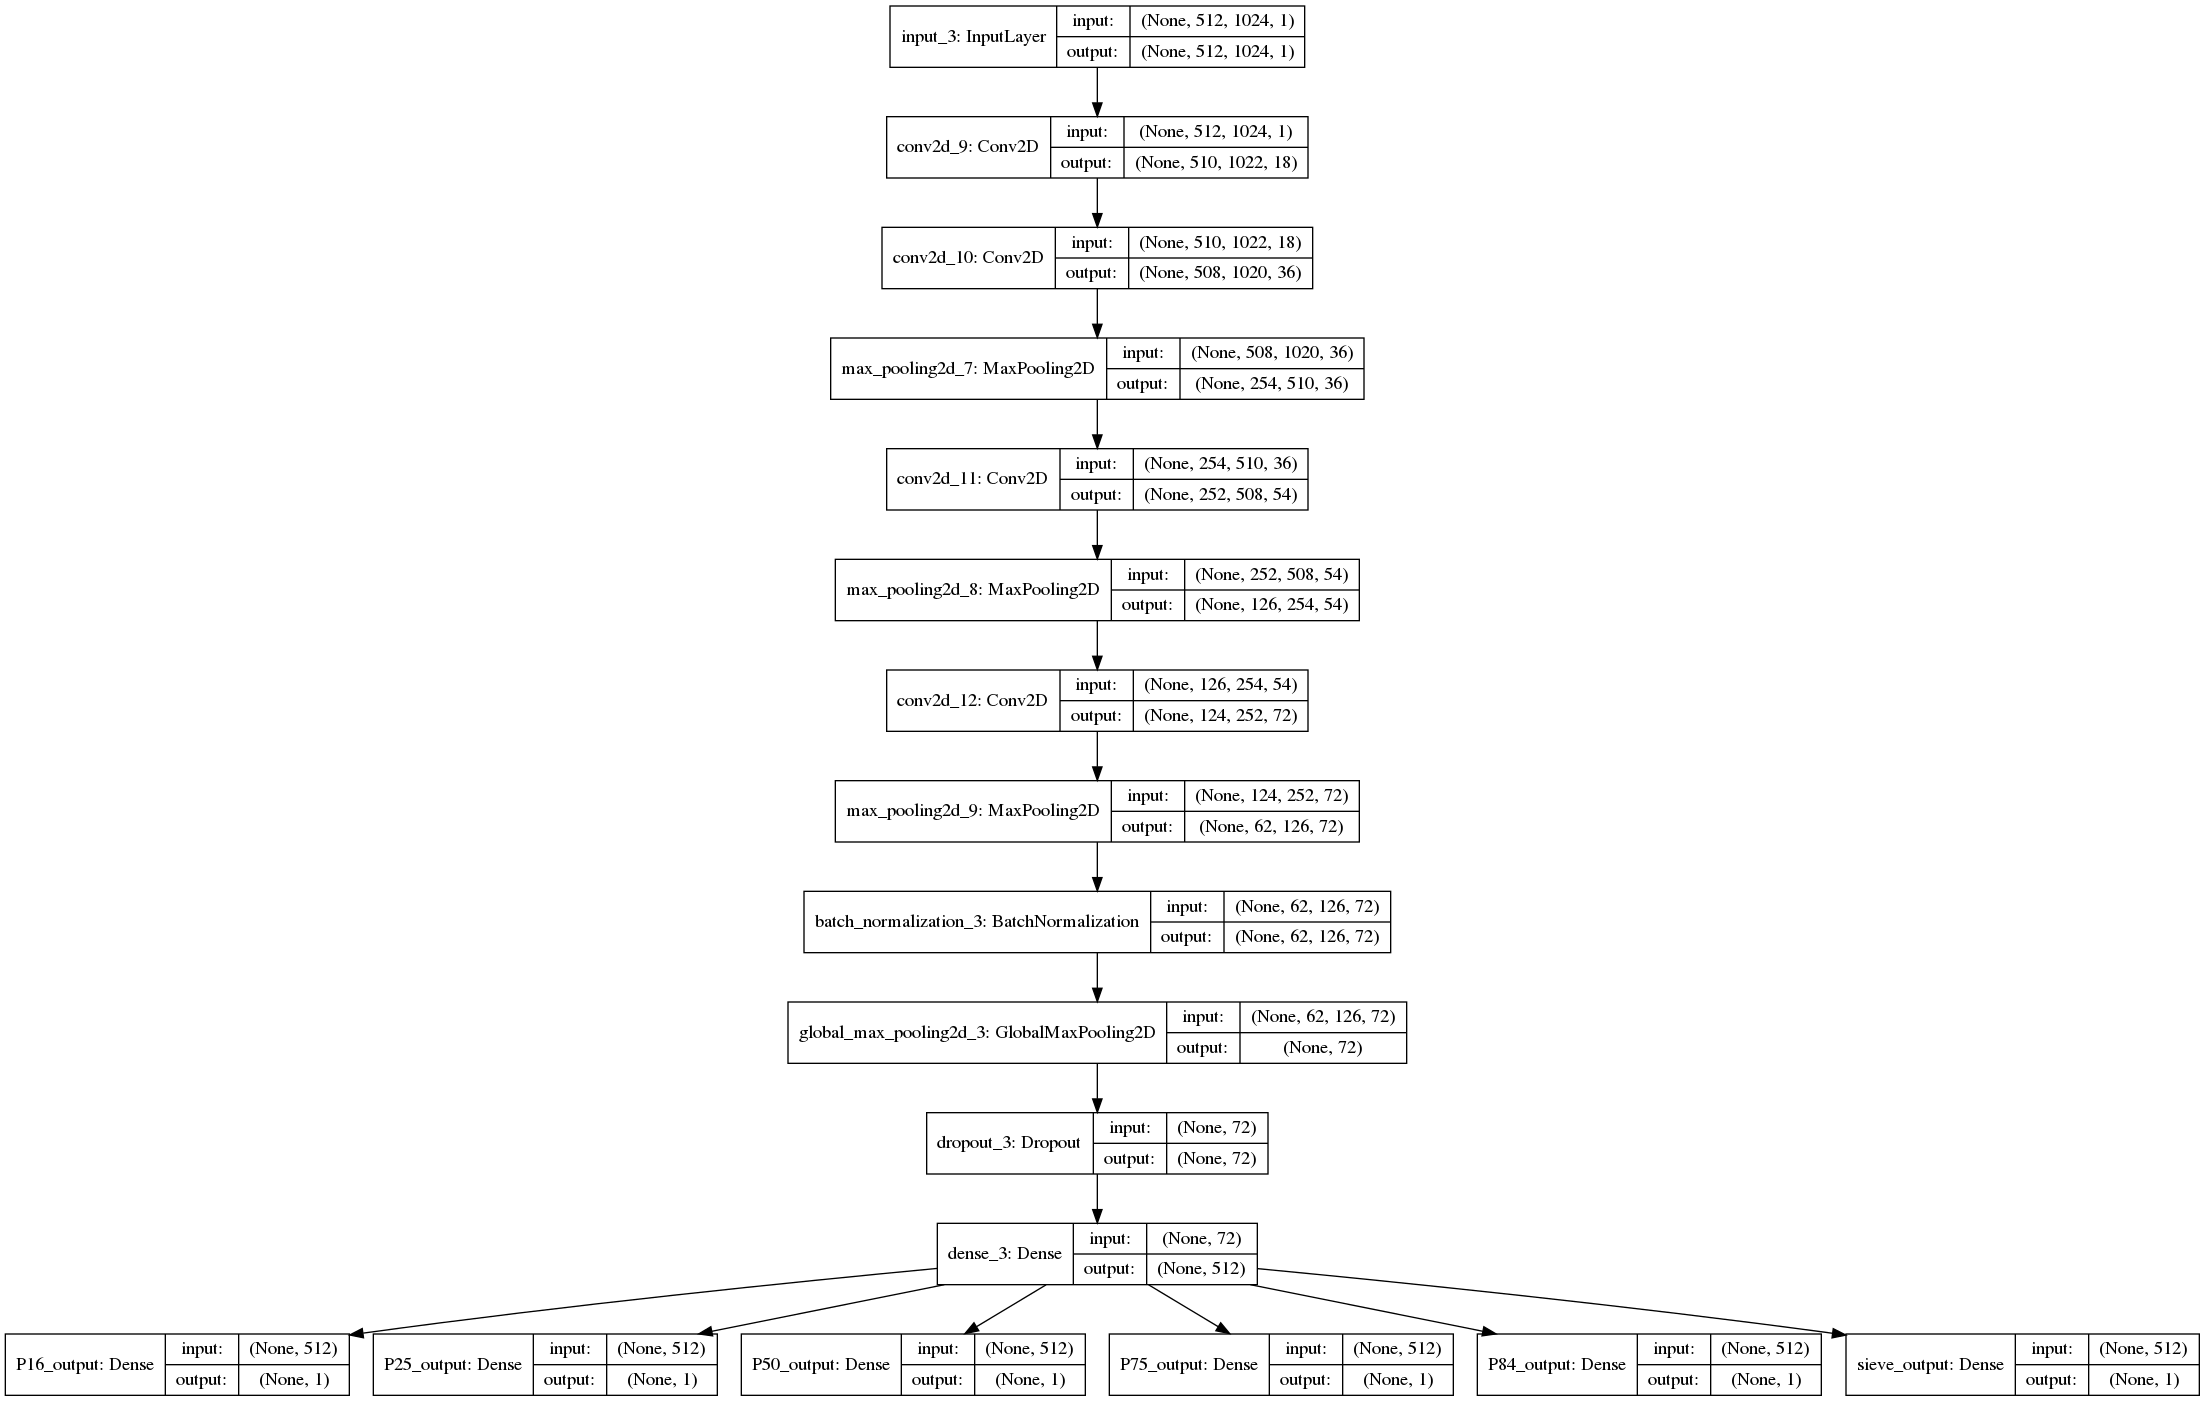 input_3: InputLayer
input: (None, 512, 1024, 1)
output: (None, 512, 1024, 1)
conv2d_9: Conv2D
input: (None, 512, 1024, 1)
output: (None, 510, 1022, 18)
conv2d_10: Conv2D
input: (None, 510, 1022, 18)
output: (None, 508, 1020, 36)
max_pooling2d_7: MaxPooling2D
input: (None, 508, 1020, 36)
output: (None, 254, 510, 36)
conv2d_11: Conv2D
input: (None, 254, 510, 36)
output: (None, 252, 508, 54)
max_pooling2d_8: MaxPooling2D
input: (None, 252, 508, 54)
output: (None, 126, 254, 54)
conv2d_12: Conv2D
input: (None, 126, 254, 54)
output: (None, 124, 252, 72)
max_pooling2d_9: MaxPooling2D
input: (None, 124, 252, 72)
output: (None, 62, 126, 72)
batch_normalization_3: BatchNormalization
input: (None, 62, 126, 72)
output: (None, 62, 126, 72)
global_max_pooling2d_3: GlobalMaxPooling2D
input: (None, 62, 126, 72)
output: (None, 72)
dropout_3: Dropout
input: (None, 72)
output: (None, 72)
dense_3: Dense
input: (None, 72)
output: (None, 512)
P16_output: Dense
input: (None, 512)
output: (None, 1)
P25_output: Dense
input: (None, 512)
output: (None, 1)
P50_output: Dense
input: (None, 512)
output: (None, 1)
P75_output: Dense
input: (None, 512)
output: (None, 1)
P84_output: Dense
input: (None, 512)
output: (None, 1)
sieve_output: Dense
input: (None, 512)
output: (None, 1)